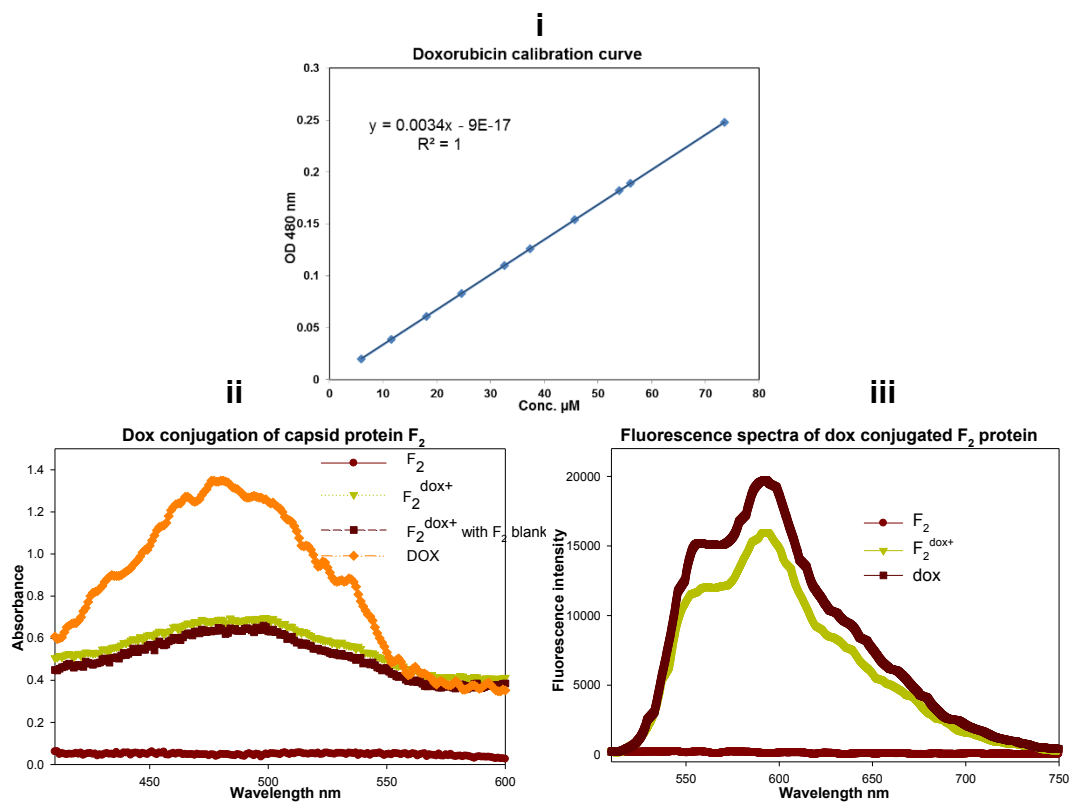 i
Doxorubicin calibration curve
0.3
0.25
0.2
0.15
0.1
0.05
0
y = 0.0034x - 9E-17
R² = 1
OD 480 nm
0 10 20 30 40 50 60 70 80
Conc. µM
ii
Dox conjugation of capsid protein F₂
1.4
1.2
1.0
0.8
0.6
0.4
0.2
0.0
Absorbance
F₂
F₂ᵈᵒˣ⁺
F₂ᵈᵒˣ⁺ with F₂ blank
DOX
450 500 550 600
Wavelength nm
iii
Fluorescence spectra of dox conjugated F₂ protein
20000
15000
10000
5000
0
Fluorescence intensity
F₂
F₂ᵈᵒˣ⁺
dox
550 600 650 700 750
Wavelength nm